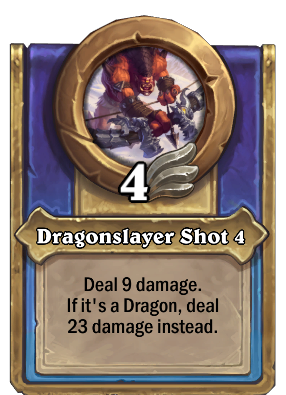 4
Dragonslayer Shot 4
Deal 9 damage.
If it's a Dragon, deal
23 damage instead.